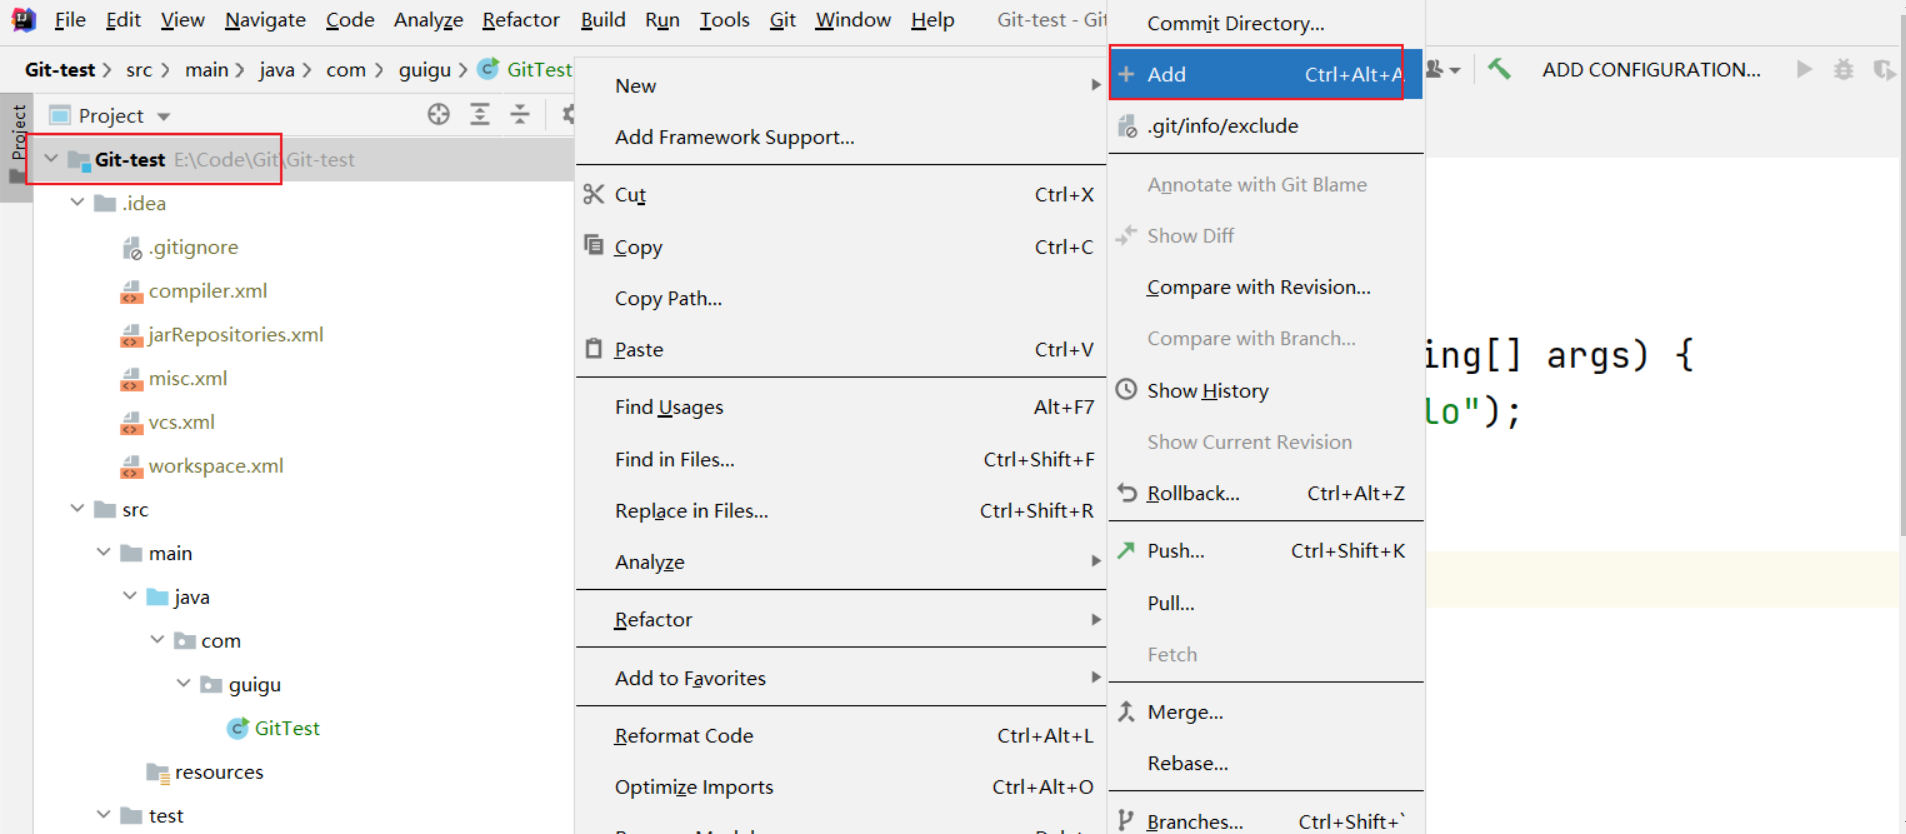 File Edit View Navigate Code Analyze Refactor Build Run Tools Git Window Help Git-test - Git
Git-test src main java com guigu GitTest
ADD CONFIGURATION...
Project
Project
Git-test E:\Code\Git\Git-test
.idea
.gitignore
compiler.xml
jarRepositories.xml
misc.xml
vcs.xml
workspace.xml
src
main
java
com
guigu
GitTest
resources
test
New
Add Framework Support...
Cut Ctrl+X
Copy Ctrl+C
Copy Path...
Paste Ctrl+V
Find Usages Alt+F7
Find in Files... Ctrl+Shift+F
Replace in Files... Ctrl+Shift+R
Analyze
Refactor
Add to Favorites
Reformat Code Ctrl+Alt+L
Optimize Imports Ctrl+Alt+O
Commit Directory...
Add Ctrl+Alt+A
.git/info/exclude
Annotate with Git Blame
Show Diff
Compare with Revision...
Compare with Branch...
Show History
Show Current Revision
Rollback... Ctrl+Alt+Z
Push... Ctrl+Shift+K
Pull...
Fetch
Merge...
Rebase...
Branches... Ctrl+Shift+`
ing[] args) {
lo");